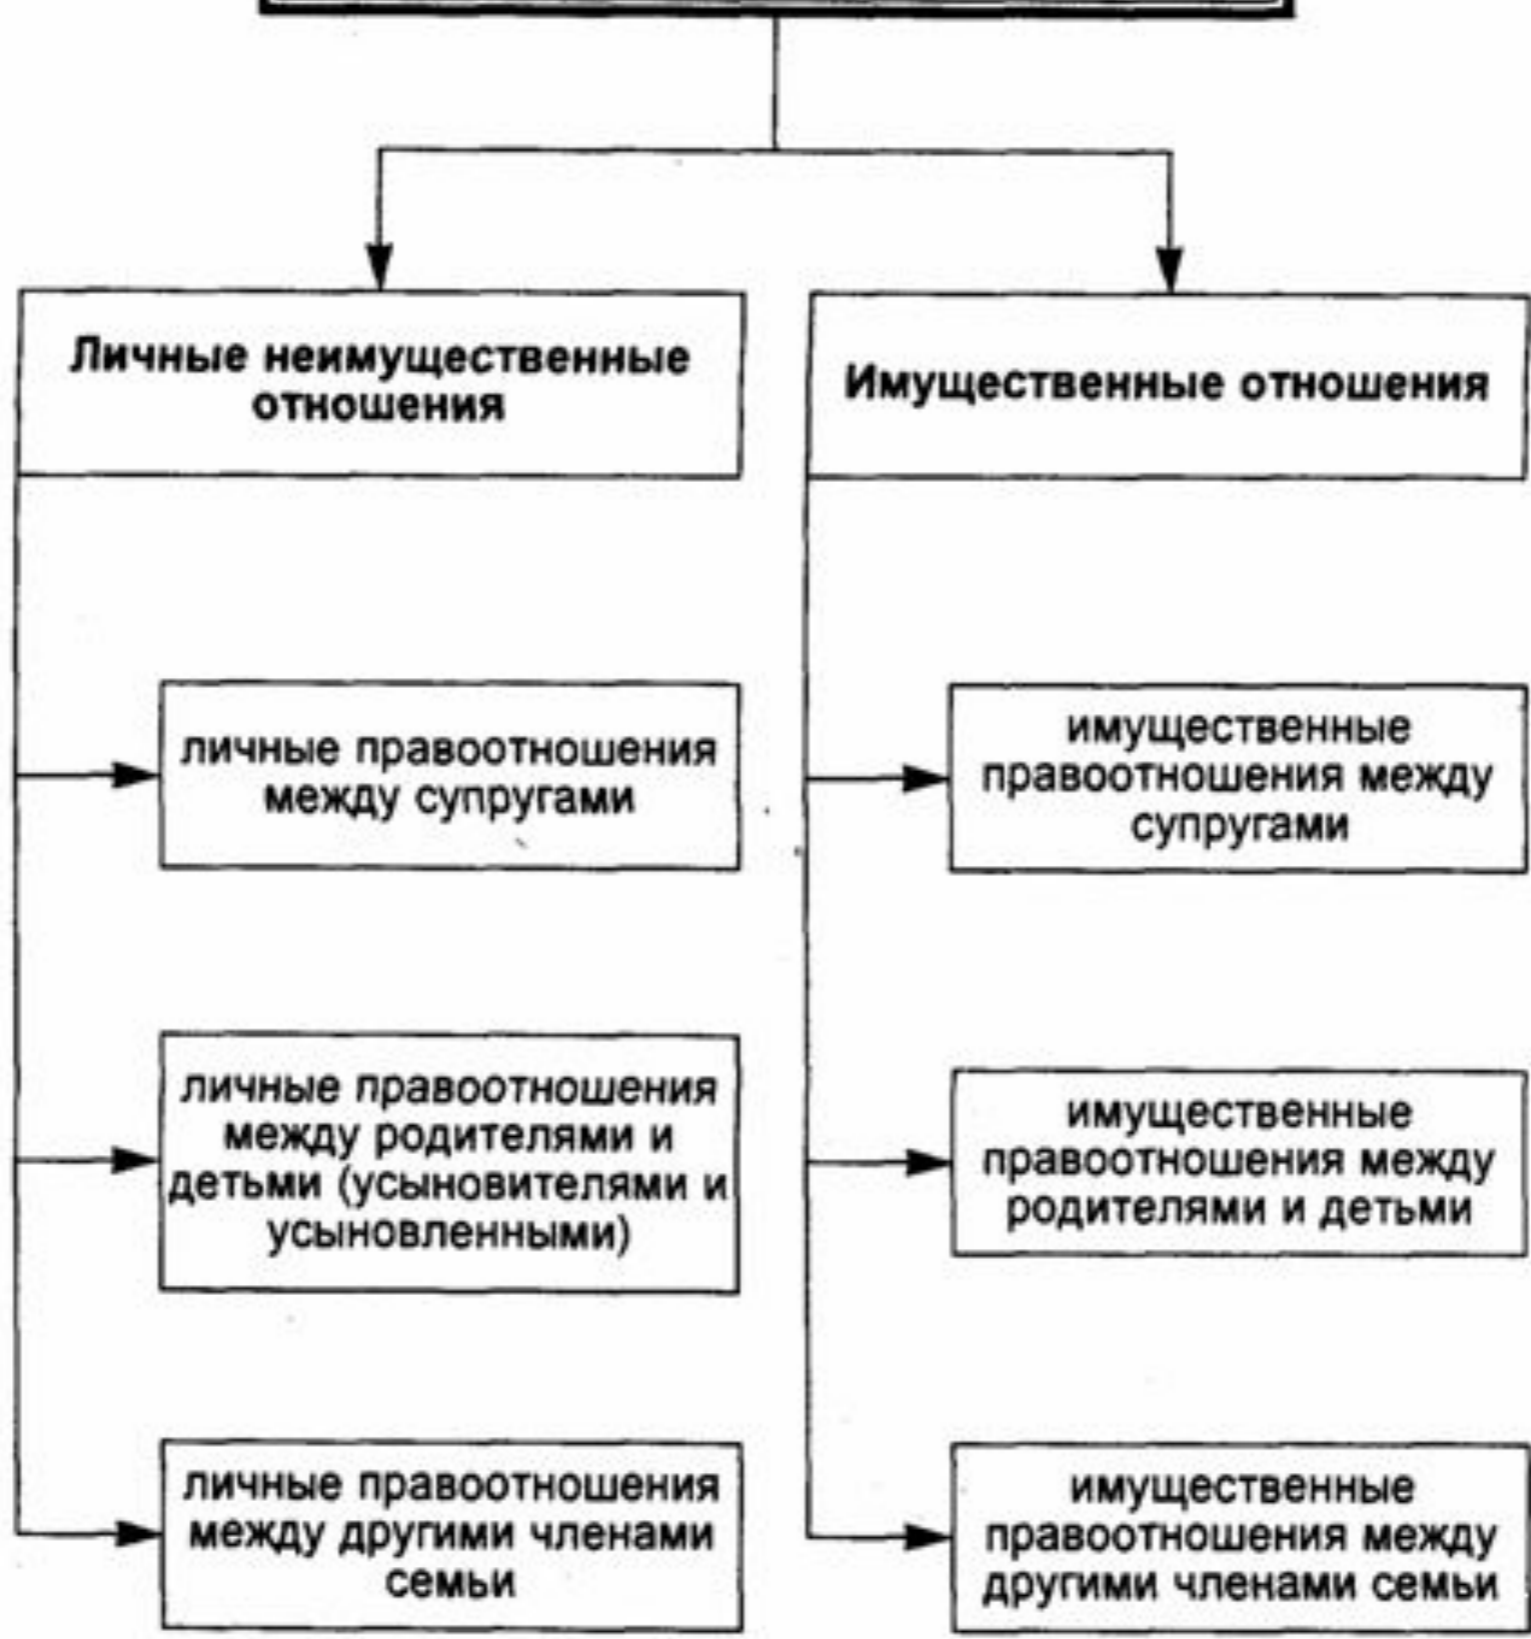 Личные неимущественные
отношения
Имущественные отношения
личные правоотношения
между супругами
имущественные
правоотношения между
супругами
личные правоотношения
между родителями и
детьми (усыновителями и
усыновленными)
имущественные
правоотношения между
родителями и детьми
личные правоотношения
между другими членами
семьи
имущественные
правоотношения между
другими членами семьи